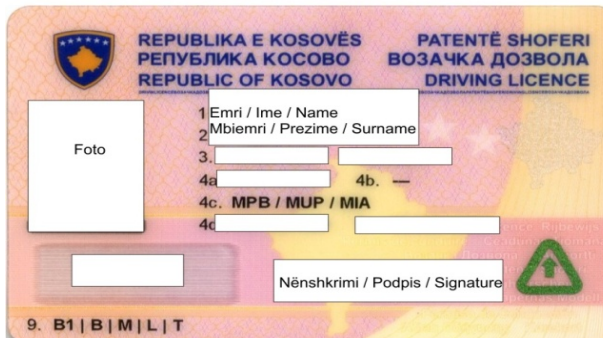 REPUBLIKA E KOSOVËS PATENTË SHOFERI
РЕПУБЛИКА КОСОВО ВОЗАЧКА ДОЗВОЛА
REPUBLIC OF KOSOVO DRIVING LICENCE
1 Emri / Ime / Name
2 Mbiemri / Prezime / Surname
Foto
3.
4a 4b. —
4c. MPB / MUP / MIA
4d
Nënshkrimi / Podpis / Signature
9. B1 | B | M | L | T